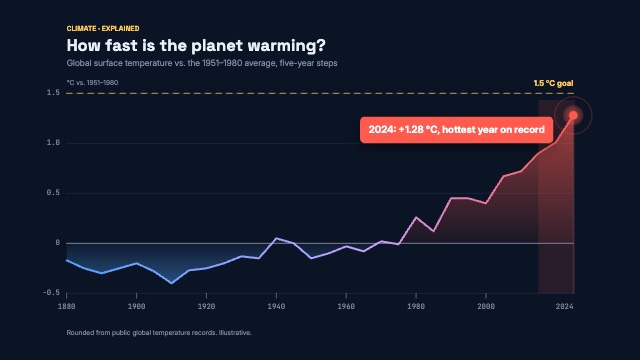 CLIMATE · EXPLAINED
How fast is the planet warming?
Global surface temperature vs. the 1951–1980 average, five-year steps
°C vs. 1951–1980
1.5 °C goal
1.5
2024: +1.28 °C, hottest year on record
1.0
0.5
0
-0.5
1880 1900 1920 1940 1960 1980 2000 2024
Rounded from public global temperature records. Illustrative.